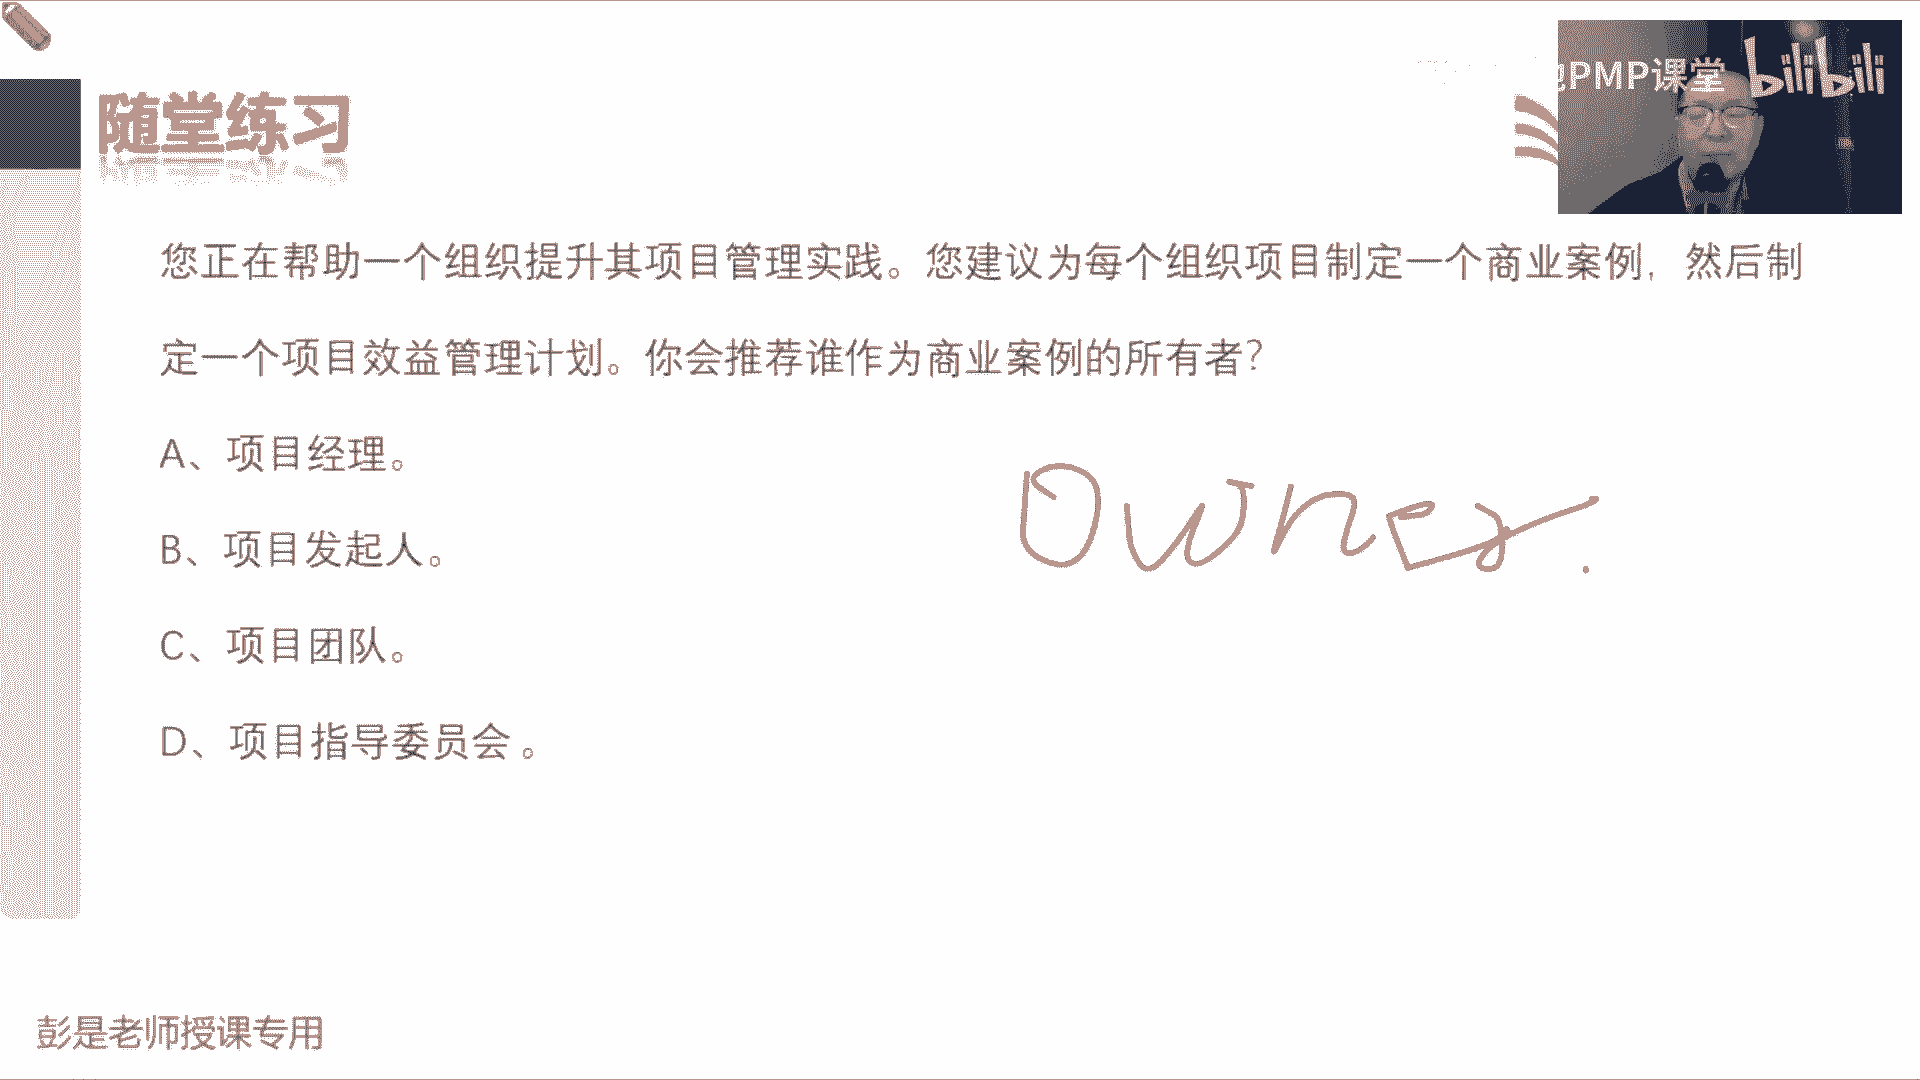 PMP课堂 bilibili
随堂练习
您正在帮助一个组织提升其项目管理实践。您建议为每个组织项目制定一个商业案例，然后制
定一个项目效益管理计划。你会推荐谁作为商业案例的所有者？
A、项目经理。
Owner.
B、项目发起人。
C、项目团队。
D、项目指导委员会 。
彭是老师授课专用